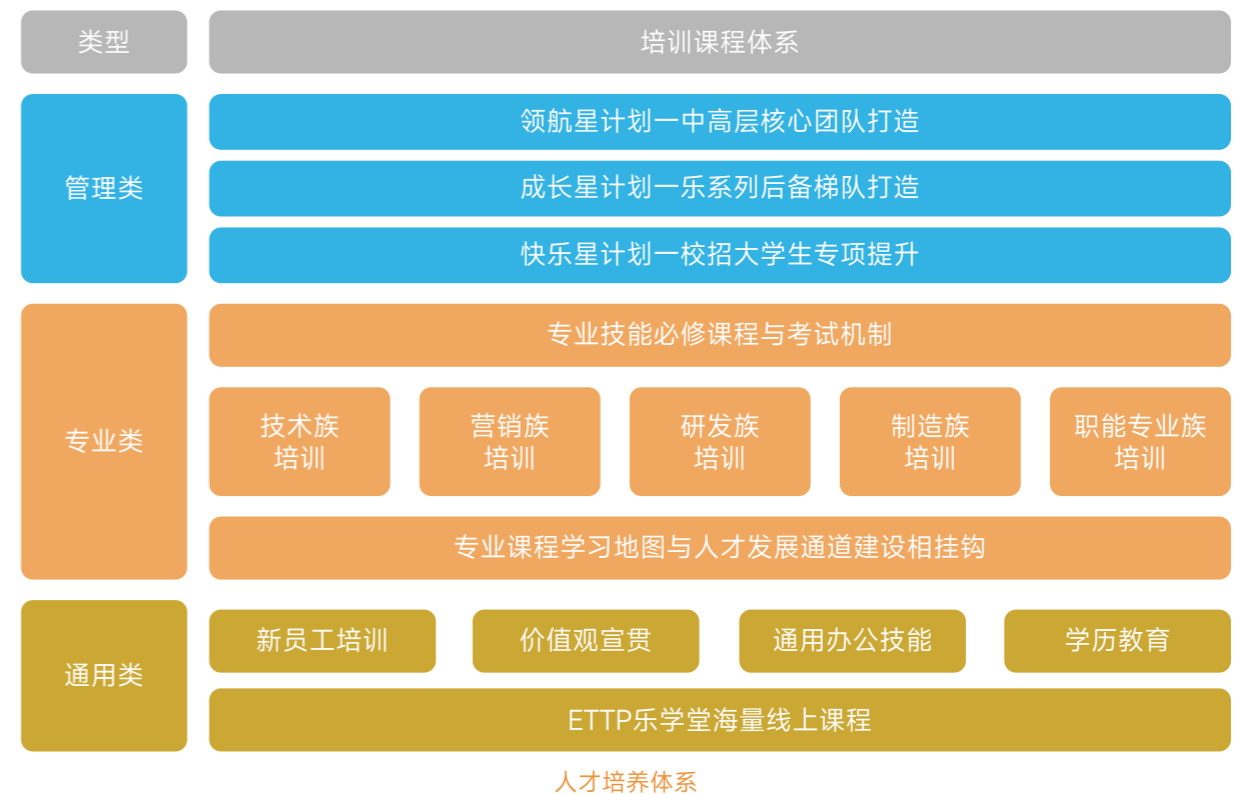 类型
培训课程体系
管理类
领航星计划一中高层核心团队打造
成长星计划一乐系列后备梯队打造
快乐星计划一校招大学生专项提升
专业类
专业技能必修课程与考试机制
技术族
培训
营销族
培训
研发族
培训
制造族
培训
职能专业族
培训
专业课程学习地图与人才发展通道建设相挂钩
通用类
新员工培训
价值观宣贯
通用办公技能
学历教育
ETTP乐学堂海量线上课程
人才培养体系